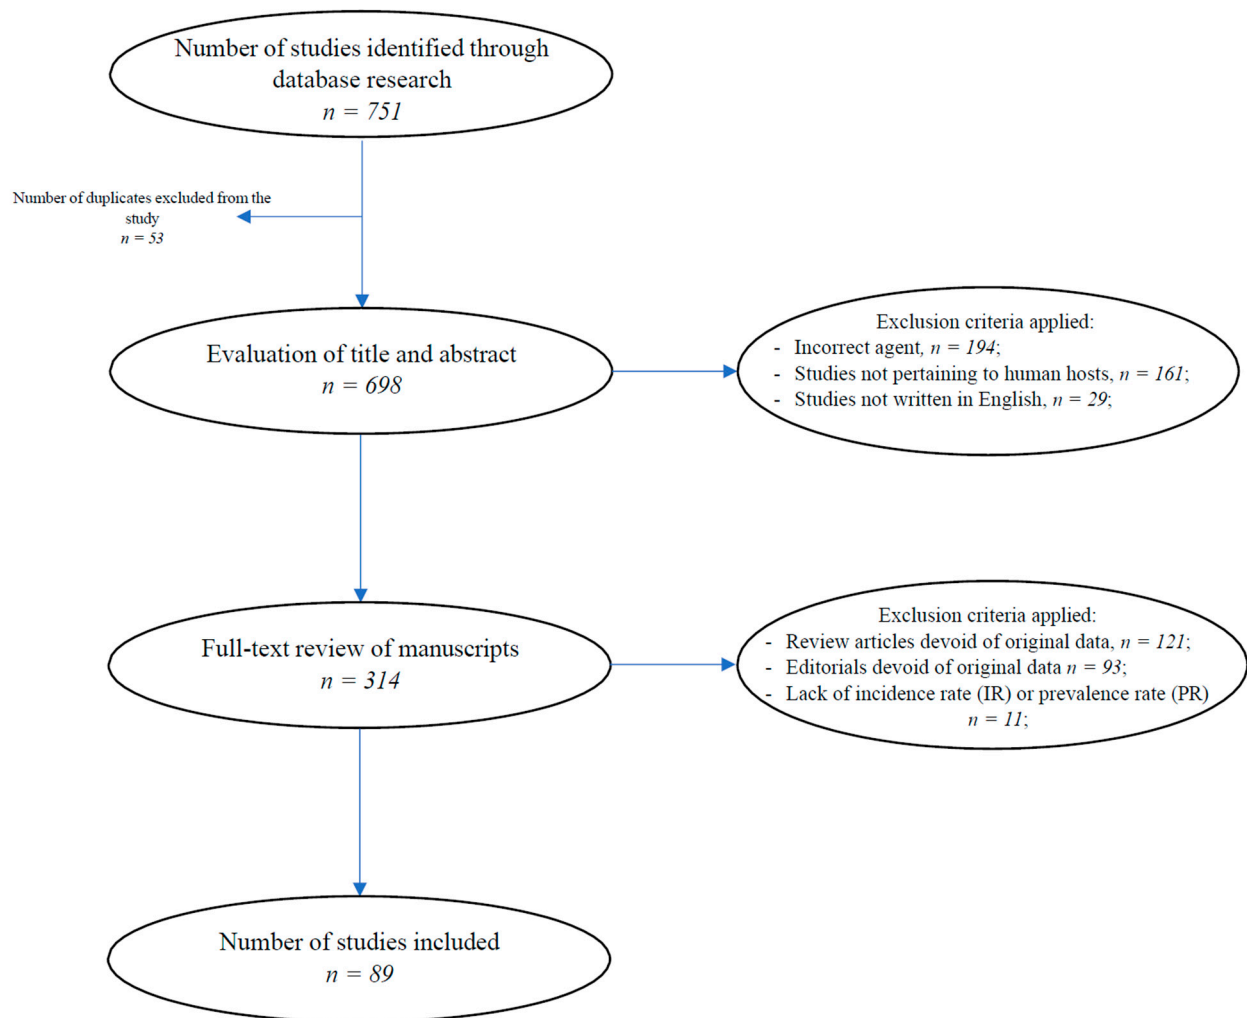 Number of studies identified through
database research
n = 751
Number of duplicates excluded from the
study
n = 53
Evaluation of title and abstract
n = 698
Exclusion criteria applied:
- Incorrect agent, n = 194;
- Studies not pertaining to human hosts, n = 161;
- Studies not written in English, n = 29;
Full-text review of manuscripts
n = 314
Exclusion criteria applied:
- Review articles devoid of original data, n = 121;
- Editorials devoid of original data n = 93;
- Lack of incidence rate (IR) or prevalence rate (PR)
n = 11;
Number of studies included
n = 89